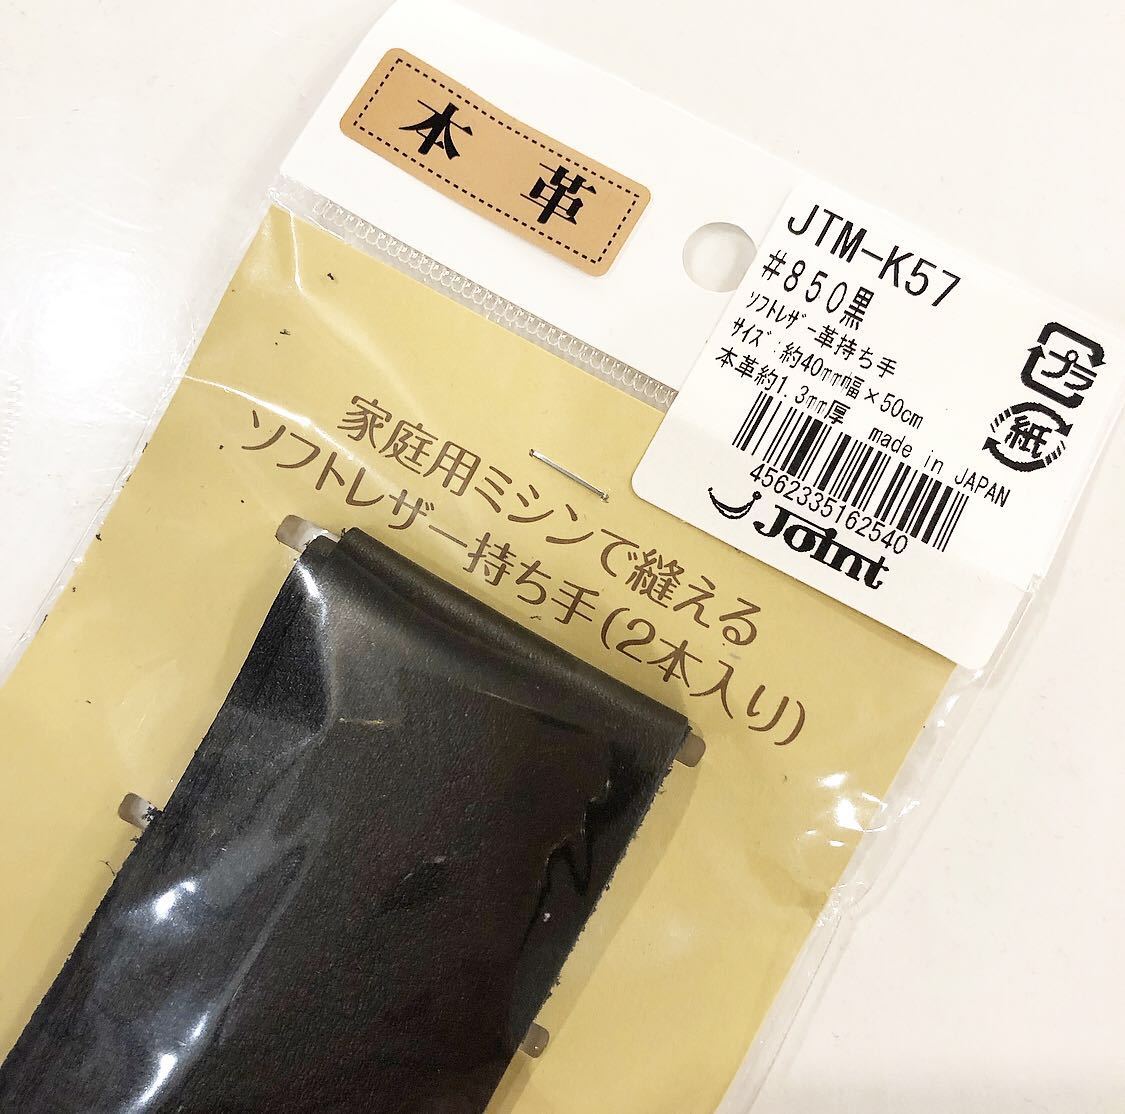 本革
JTM-K57
#850黒
ソフトレザー革持ち手
サイズ:約40mm幅×50cm
本革約1.3mm厚 made in JAPAN
4562335162540
Joint
プラ
紙
家庭用ミシンで縫える
ソフトレザー持ち手(2本入り)